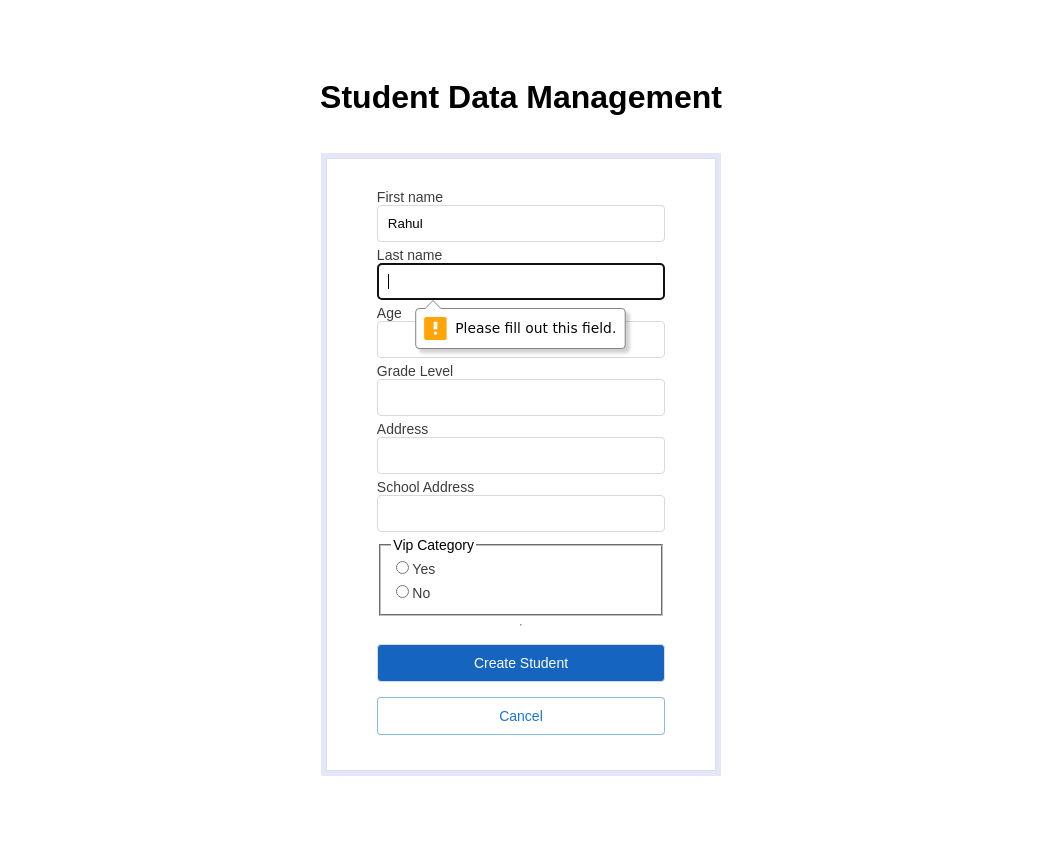 Student Data Management
First name
Rahul
Last name
Age
Please fill out this field.
Grade Level
Address
School Address
Vip Category
Yes
No
.
Create Student
Cancel